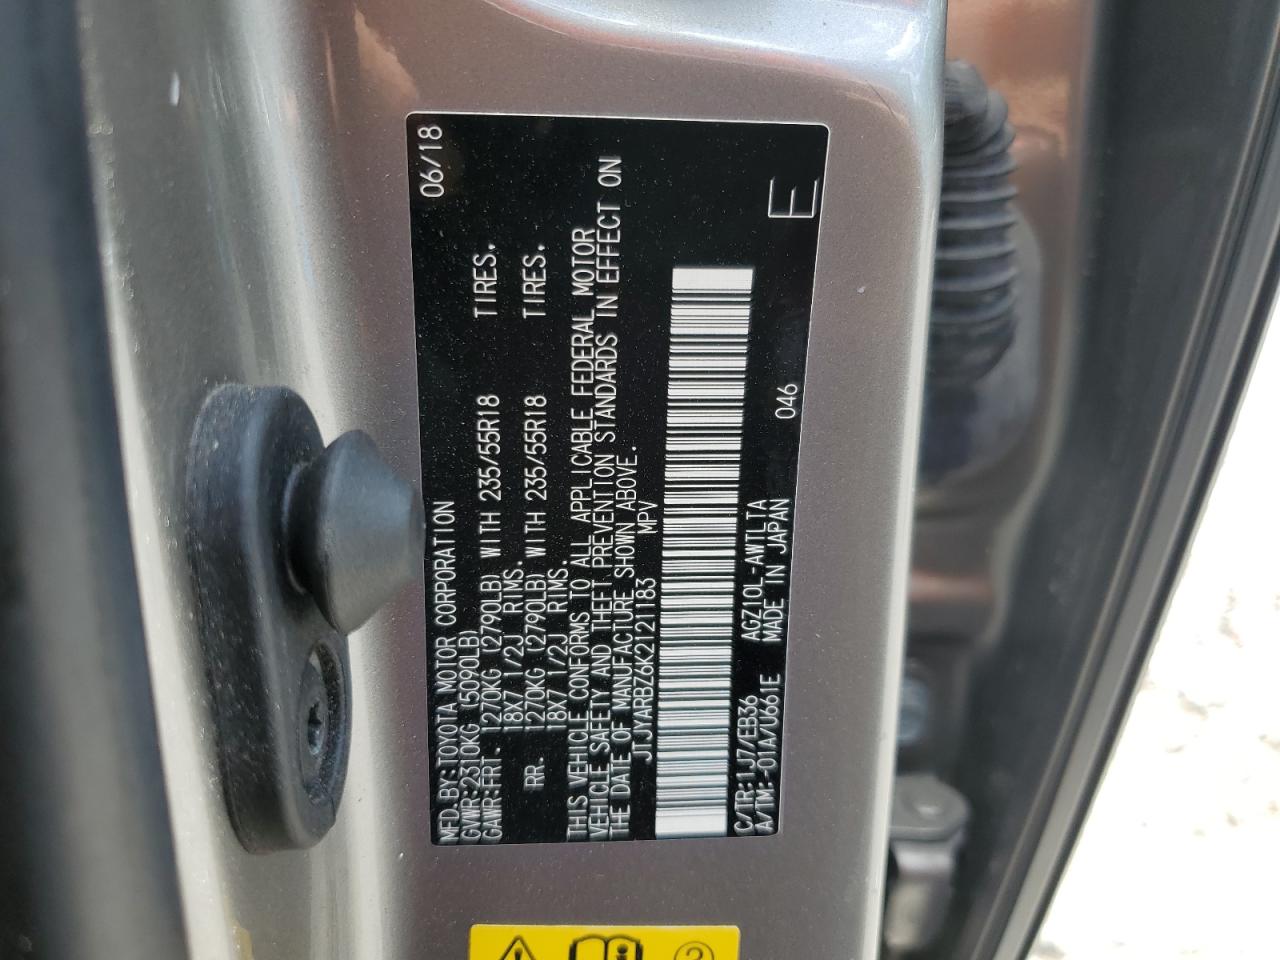 MFD.BY:TOYOTA MOTOR CORPORATION 06/18
GVWR:2310KG (5090LB)
GAWR:FRT. 1270KG (2790LB) WITH 235/55R18 TIRES.
18X7 1/2J RIMS.
RR. 1270KG (2790LB) WITH 235/55R18 TIRES.
18X7 1/2J RIMS.
THIS VEHICLE CONFORMS TO ALL APPLICABLE FEDERAL MOTOR
VEHICLE SAFETY AND THEFT PREVENTION STANDARDS IN EFFECT ON
THE DATE OF MANUFACTURE SHOWN ABOVE.
JTJYARBZ6K2121183 MPV
C/TR:1J7/EB36 AGZ10L-AWTLTA 046 E
A/TM:-01A/U661E MADE IN JAPAN